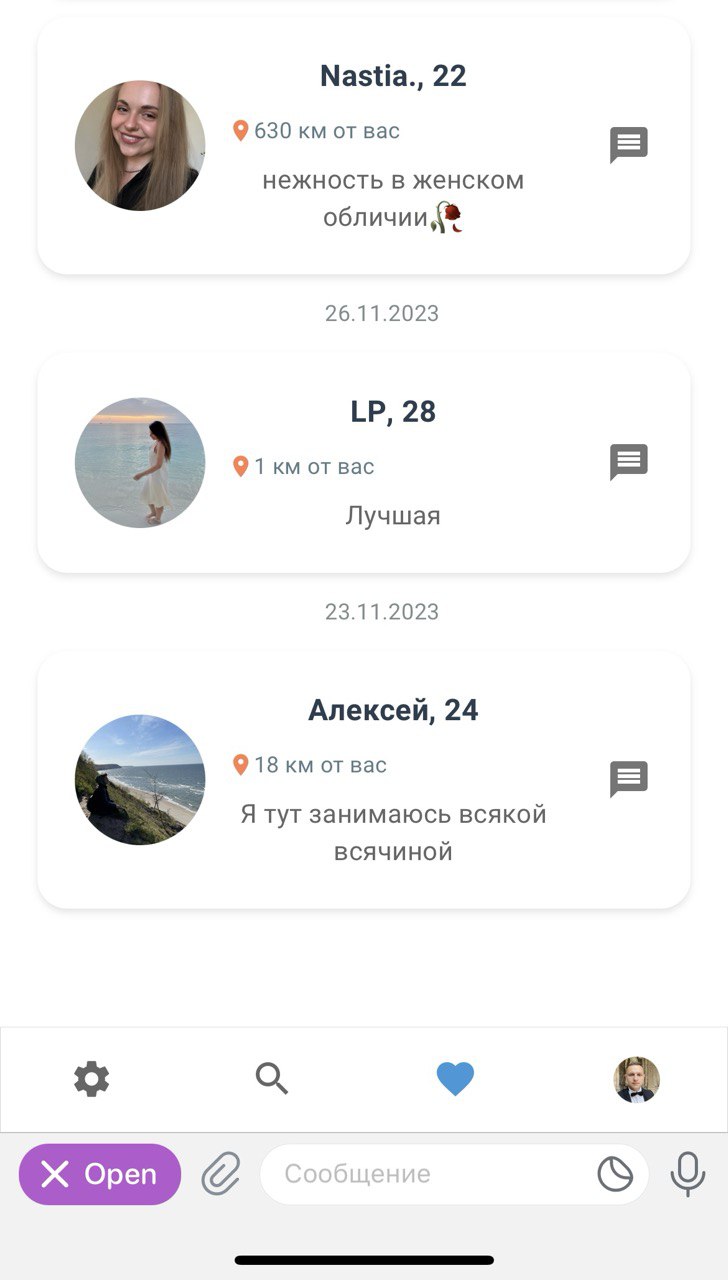 Nastia., 22
630 км от вас
нежность в женском
обличии🥀
26.11.2023
LP, 28
1 км от вас
Лучшая
23.11.2023
Алексей, 24
18 км от вас
Я тут занимаюсь всякой
всячиной
Open
Сообщение